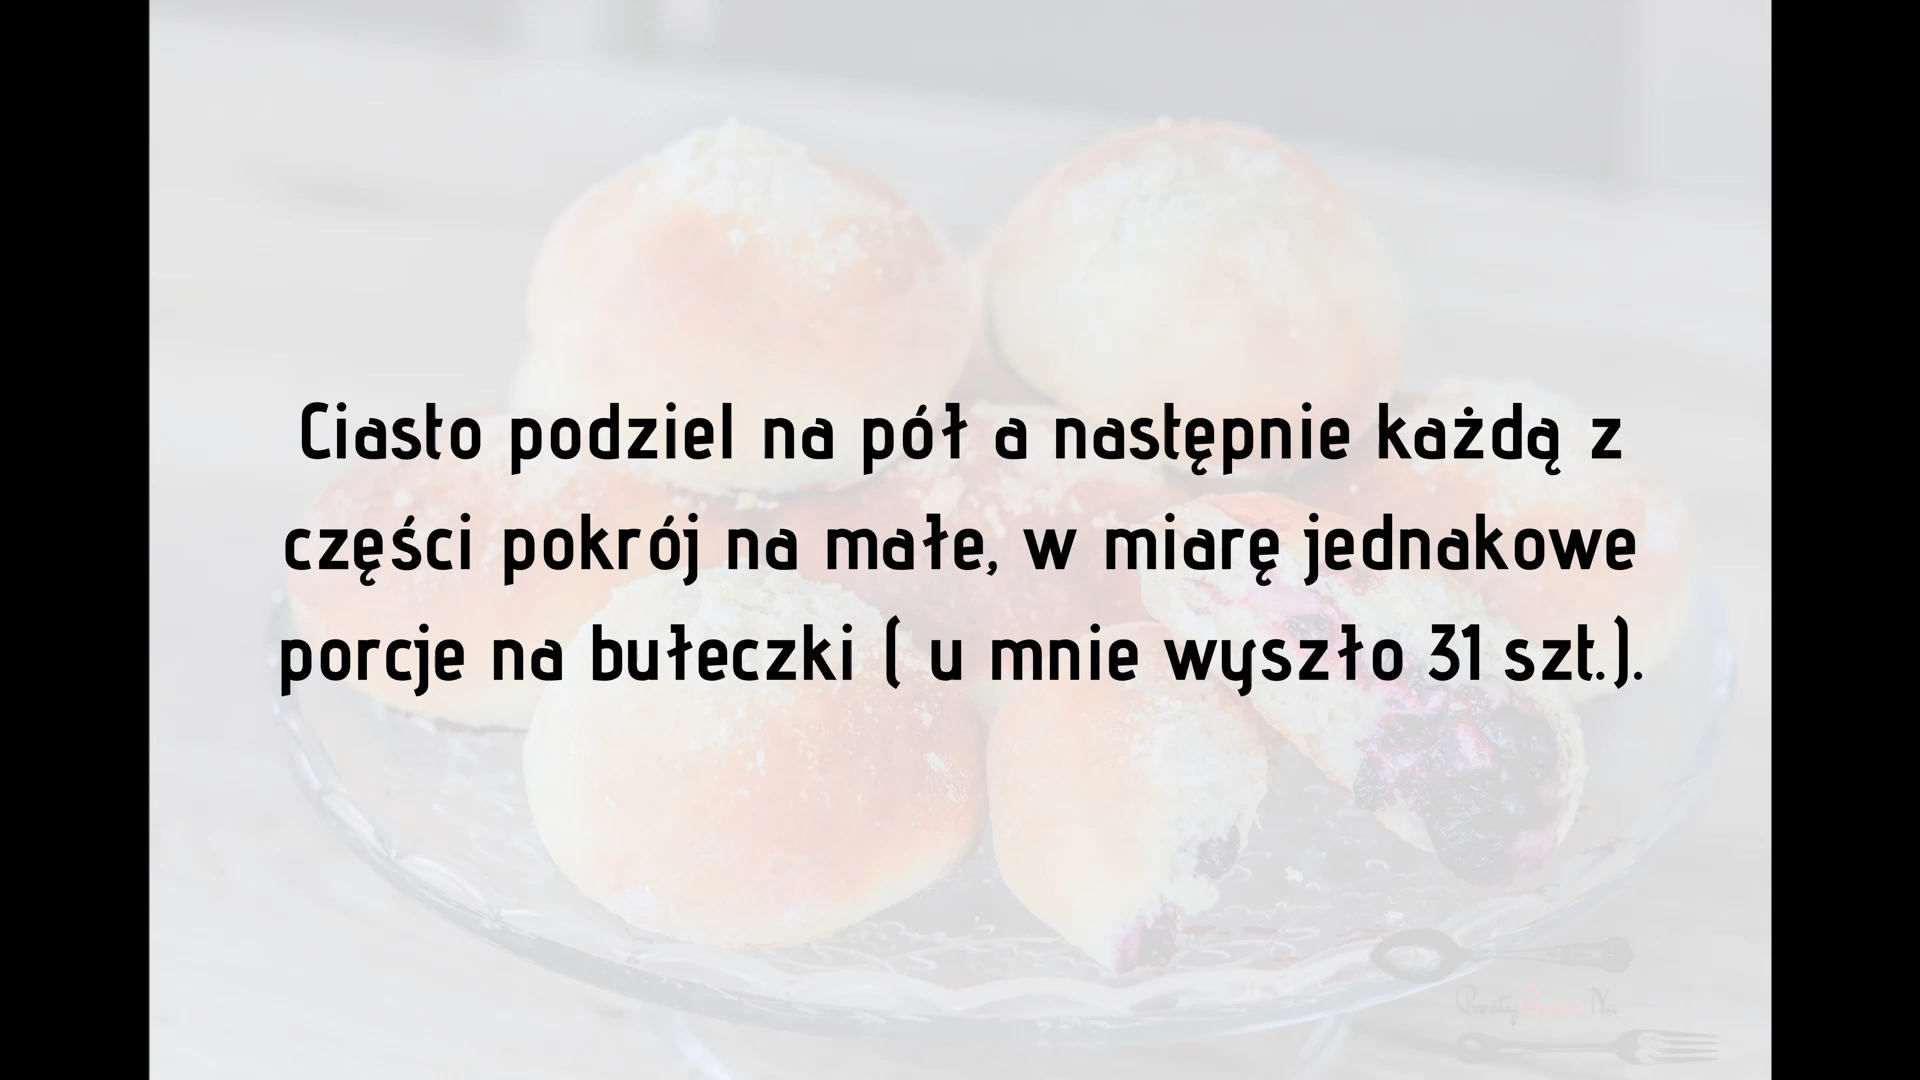 Ciasto podziel na pół a następnie każdą z
części pokrój na małe, w miarę jednakowe
porcje na bułeczki ( u mnie wyszło 31 szt.).